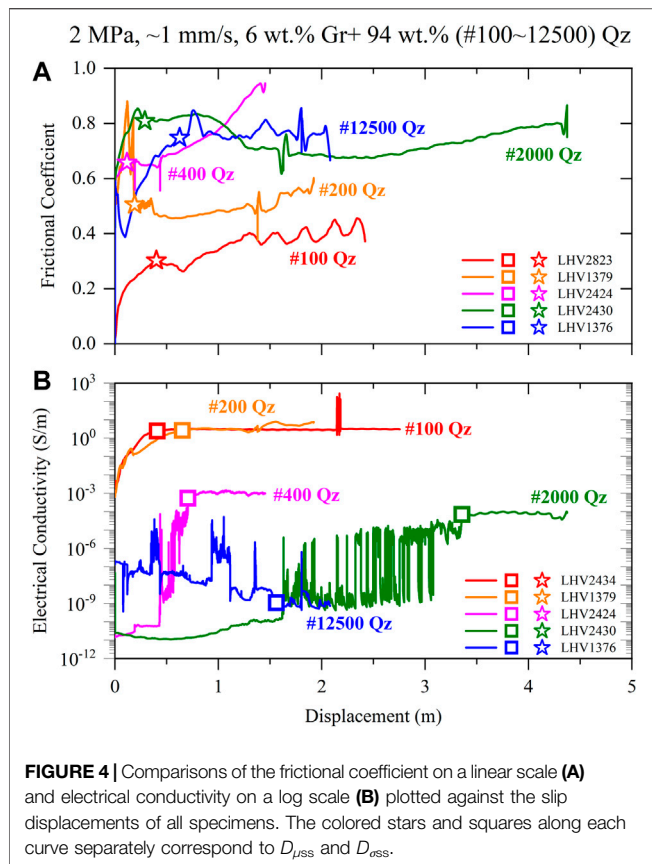 2 MPa, ~1 mm/s, 6 wt.% Gr+ 94 wt.% (#100~12500) Qz
A
1.0
0.8
0.6
0.4
0.2
0.0
Frictional Coefficient
#12500 Qz
#2000 Qz
#400 Qz
#200 Qz
#100 Qz
LHV2823
LHV1379
LHV2424
LHV2430
LHV1376
B
10³
10⁰
10⁻³
10⁻⁶
10⁻⁹
10⁻¹²
Electrical Conductivity (S/m)
#200 Qz
#100 Qz
#400 Qz
#2000 Qz
#12500 Qz
LHV2434
LHV1379
LHV2424
LHV2430
LHV1376
0 1 2 3 4 5
Displacement (m)
FIGURE 4 | Comparisons of the frictional coefficient on a linear scale (A)
and electrical conductivity on a log scale (B) plotted against the slip
displacements of all specimens. The colored stars and squares along each
curve separately correspond to Dμss and Dσss.